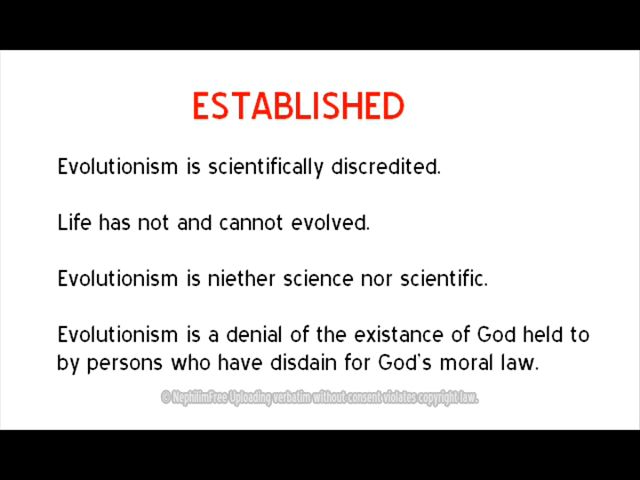 ESTABLISHED
Evolutionism is scientifically discredited.
Life has not and cannot evolved.
Evolutionism is niether science nor scientific.
Evolutionism is a denial of the existance of God held to
by persons who have disdain for God's moral law.
© NephilimFree Uploading verbatim without consent violates copyright law.